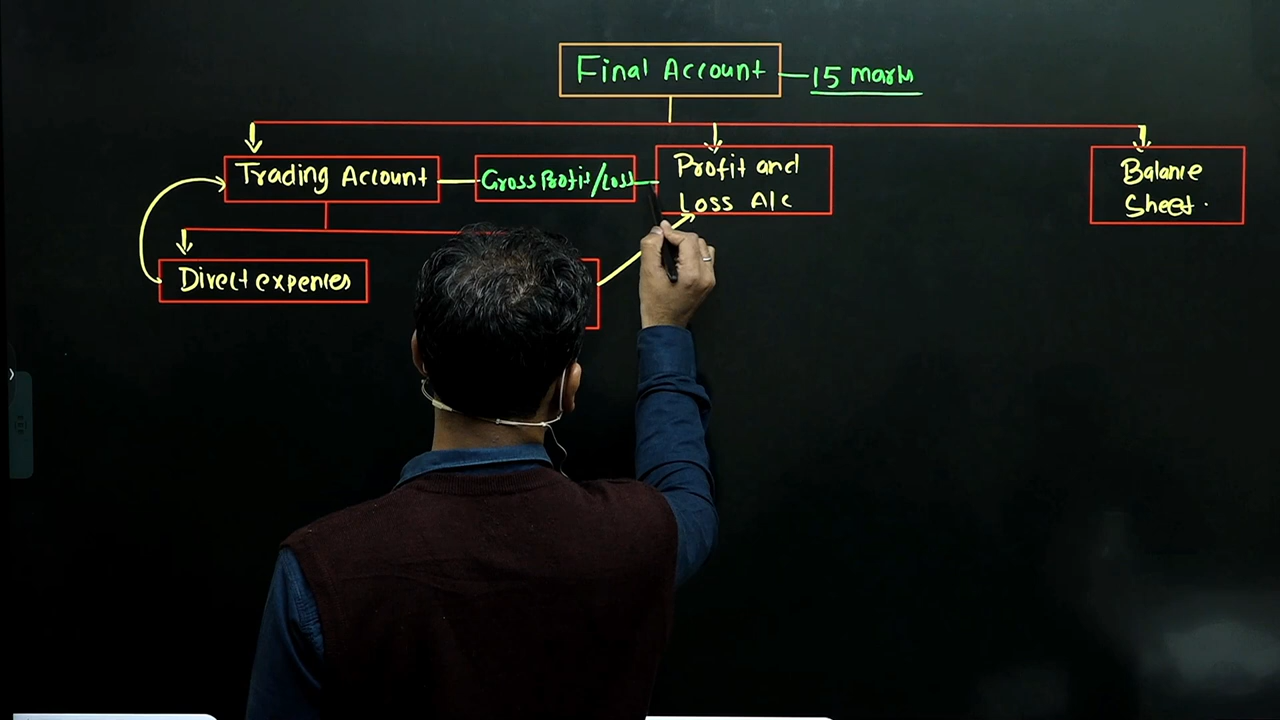 Final Account
15 marks
Trading Account
Gross Profit/Loss
Profit and
Loss A/c
Balance
Sheet.
Direct expenses